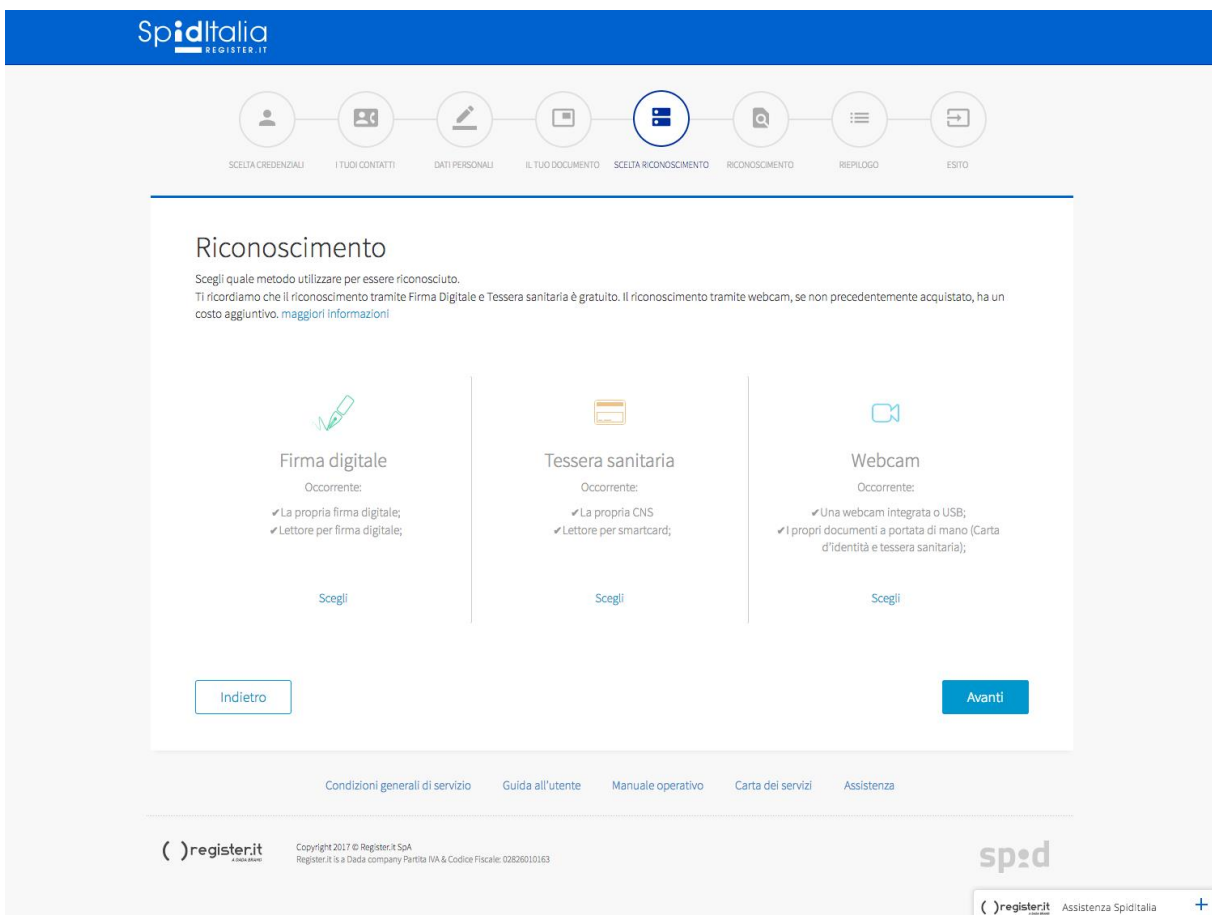 SpidItalia
REGISTER.IT
SCELTA CREDENZIALI
I TUOI CONTATTI
DATI PERSONALI
IL TUO DOCUMENTO
SCELTA RICONOSCIMENTO
RICONOSCIMENTO
RIEPILOGO
ESITO
Riconoscimento
Scegli quale metodo utilizzare per essere riconosciuto.
Ti ricordiamo che il riconoscimento tramite Firma Digitale e Tessera sanitaria è gratuito. Il riconoscimento tramite webcam, se non precedentemente acquistato, ha un
costo aggiuntivo. maggiori informazioni
Firma digitale
Occorrente:
✔La propria firma digitale;
✔Lettore per firma digitale;
Scegli
Tessera sanitaria
Occorrente:
✔La propria CNS
✔Lettore per smartcard;
Scegli
Webcam
Occorrente:
✔Una webcam integrata o USB;
✔I propri documenti a portata di mano (Carta
d'identità e tessera sanitaria);
Scegli
Indietro
Avanti
Condizioni generali di servizio
Guida all'utente
Manuale operativo
Carta dei servizi
Assistenza
( )register.it
A DADA BRAND
Copyright 2017 © Register.it SpA
Register.it is a Dada company Partita IVA & Codice Fiscale: 02826010163
spid
( )register.it
Assistenza SpidItalia
+